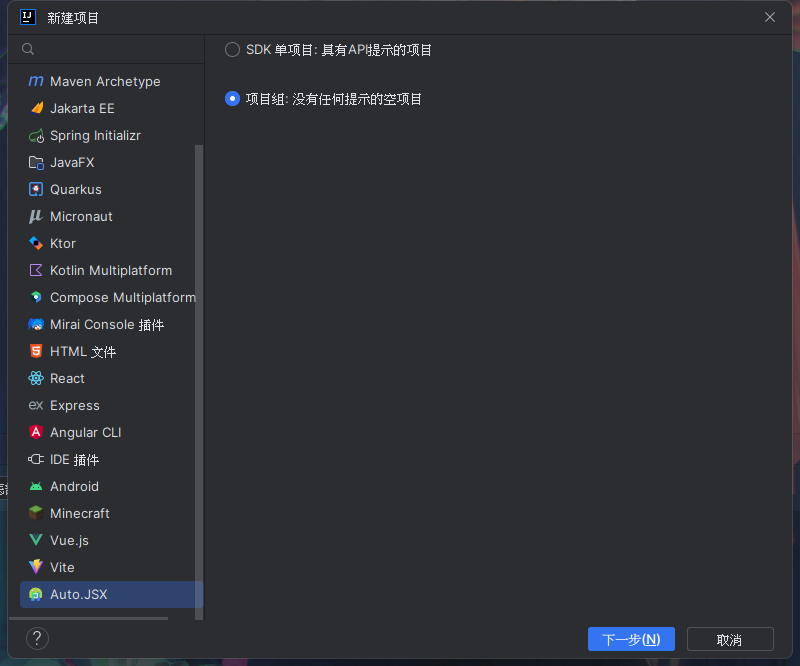 新建项目
SDK 单项目: 具有API提示的项目
项目组: 没有任何提示的空项目
Maven Archetype
Jakarta EE
Spring Initializr
JavaFX
Quarkus
Micronaut
Ktor
Kotlin Multiplatform
Compose Multiplatform
Mirai Console 插件
HTML 文件
React
Express
Angular CLI
IDE 插件
Android
Minecraft
Vue.js
Vite
Auto.JSX
?
下一步(N)
取消